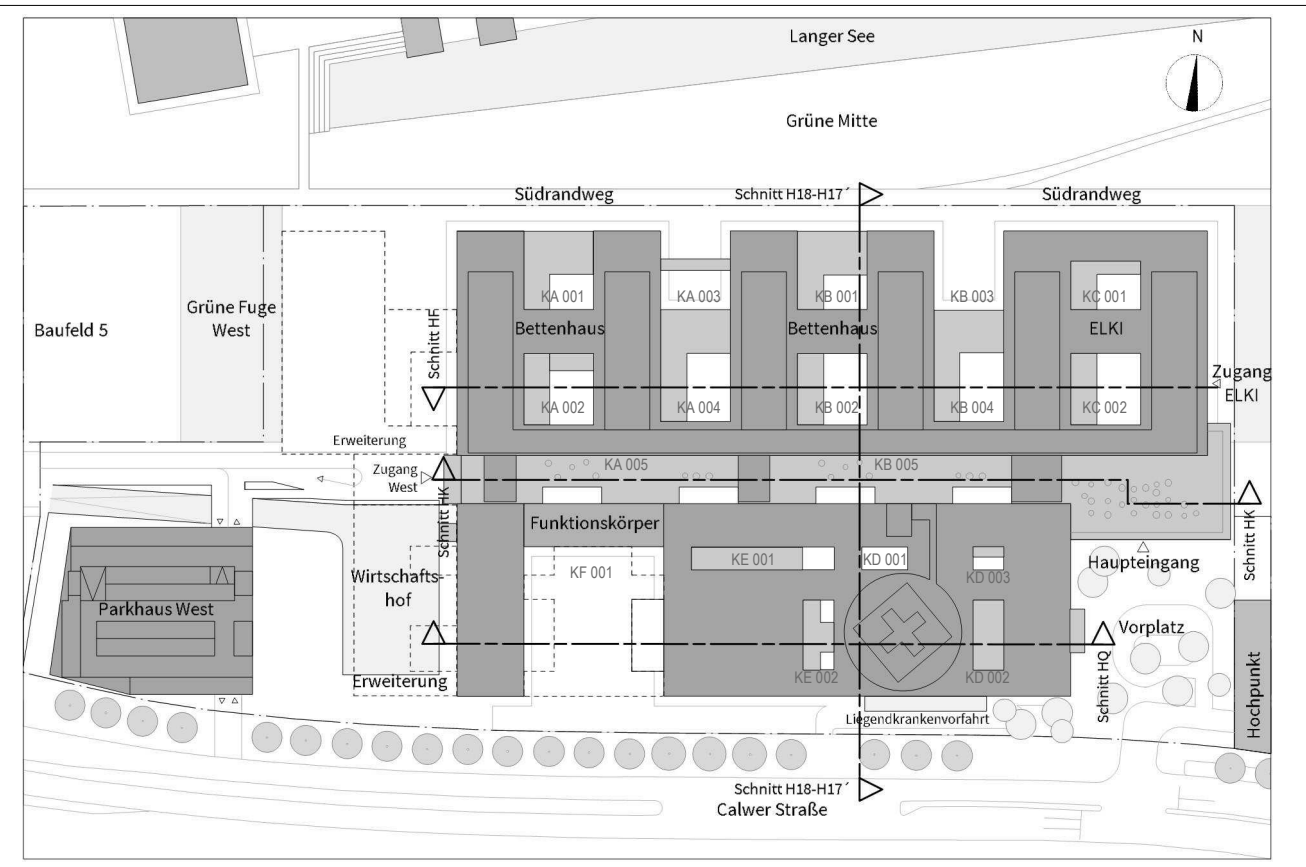 Langer See
N
Grüne Mitte
Südrandweg
Schnitt H18-H17´
Südrandweg
KA 001
KA 003
KB 001
KB 003
KC 001
Grüne Fuge
West
Baufeld 5
Schnitt HF
Bettenhaus
Bettenhaus
ELKI
Zugang
ELKI
KA 002
KA 004
KB 002
KB 004
KC 002
Erweiterung
Zugang
West
KA 005
KB 005
Schnitt HK
Schnitt HK
Funktionskörper
KE 001
KD 001
KD 003
Haupteingang
KF 001
Wirtschafts-
hof
Parkhaus West
Vorplatz
KE 002
KD 002
Erweiterung
Schnitt HQ
Hochpunkt
Liegendkrankenvorfahrt
Schnitt H18-H17´
Calwer Straße